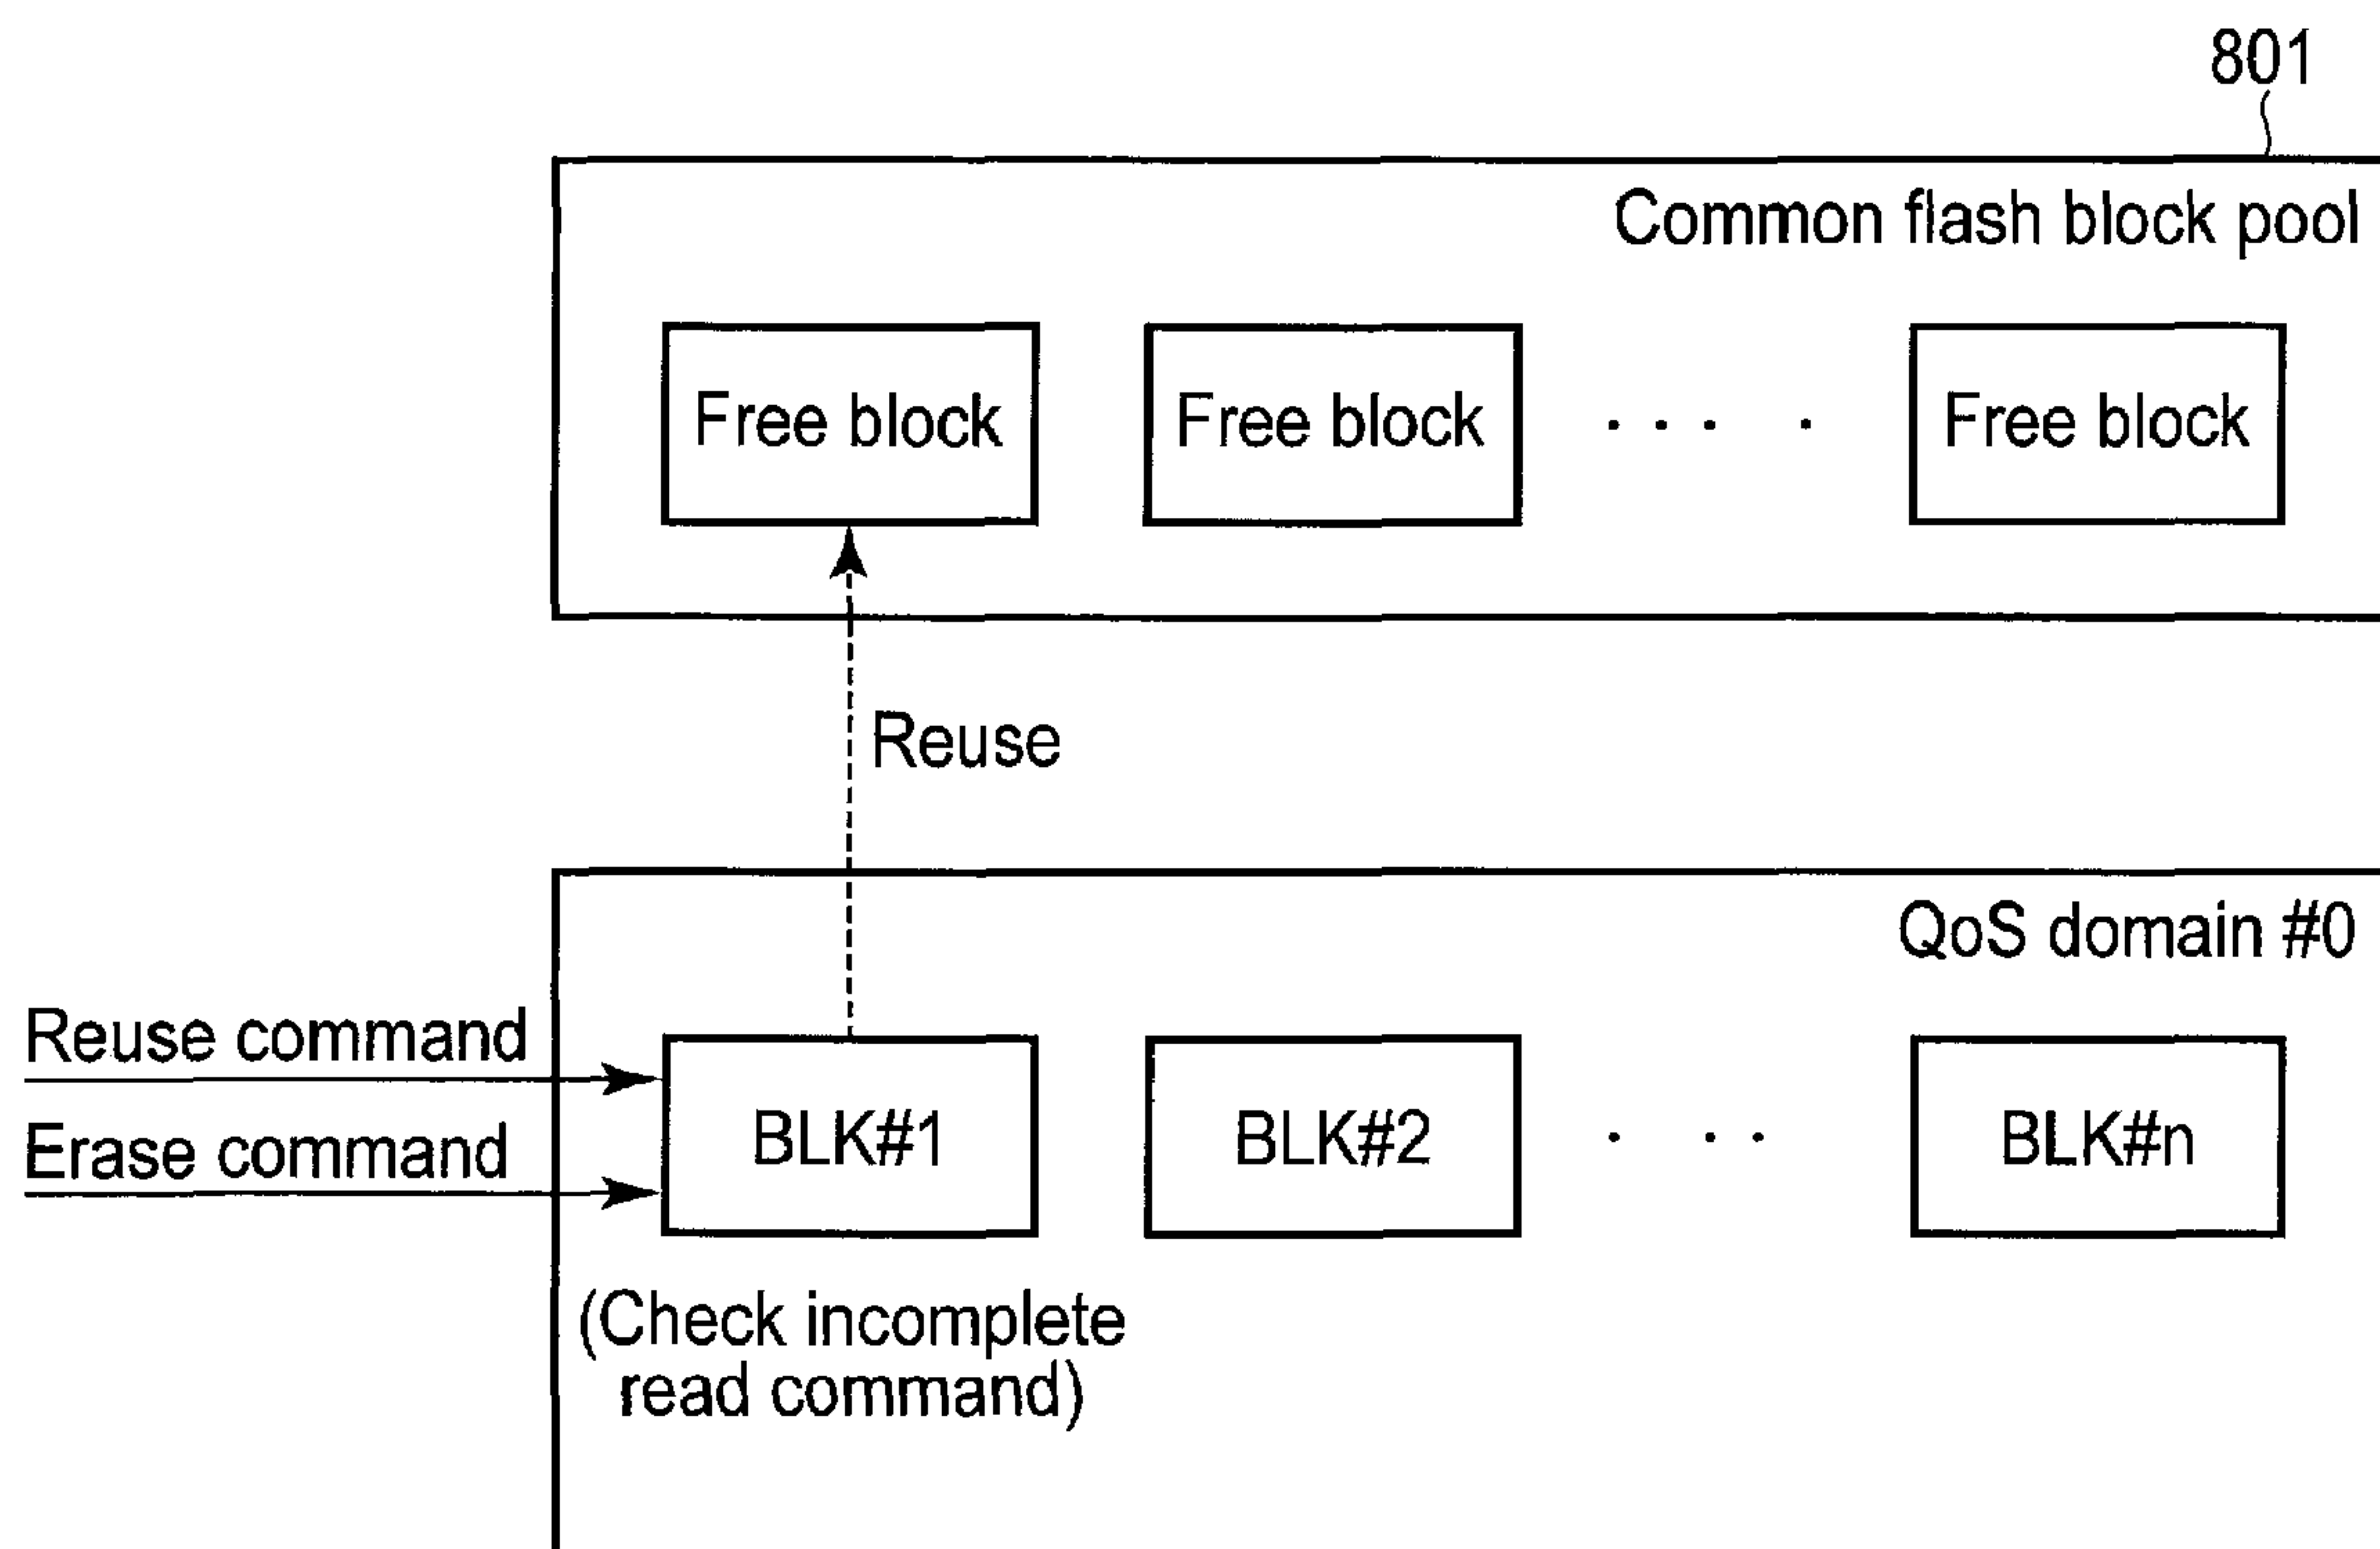 801
Common flash block pool
Free block
Free block
. . . .
Free block
Reuse
QoS domain #0
Reuse command
Erase command
BLK#1
BLK#2
. . .
BLK#n
(Check incomplete
read command)